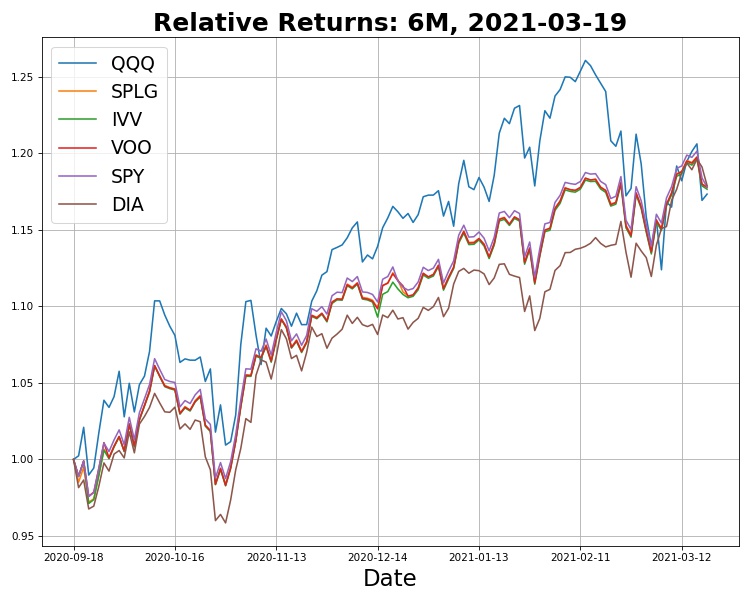 Relative Returns: 6M, 2021-03-19
QQQ
SPLG
IVV
VOO
SPY
DIA
1.25
1.20
1.15
1.10
1.05
1.00
0.95
2020-09-18 2020-10-16 2020-11-13 2020-12-14 2021-01-13 2021-02-11 2021-03-12
Date